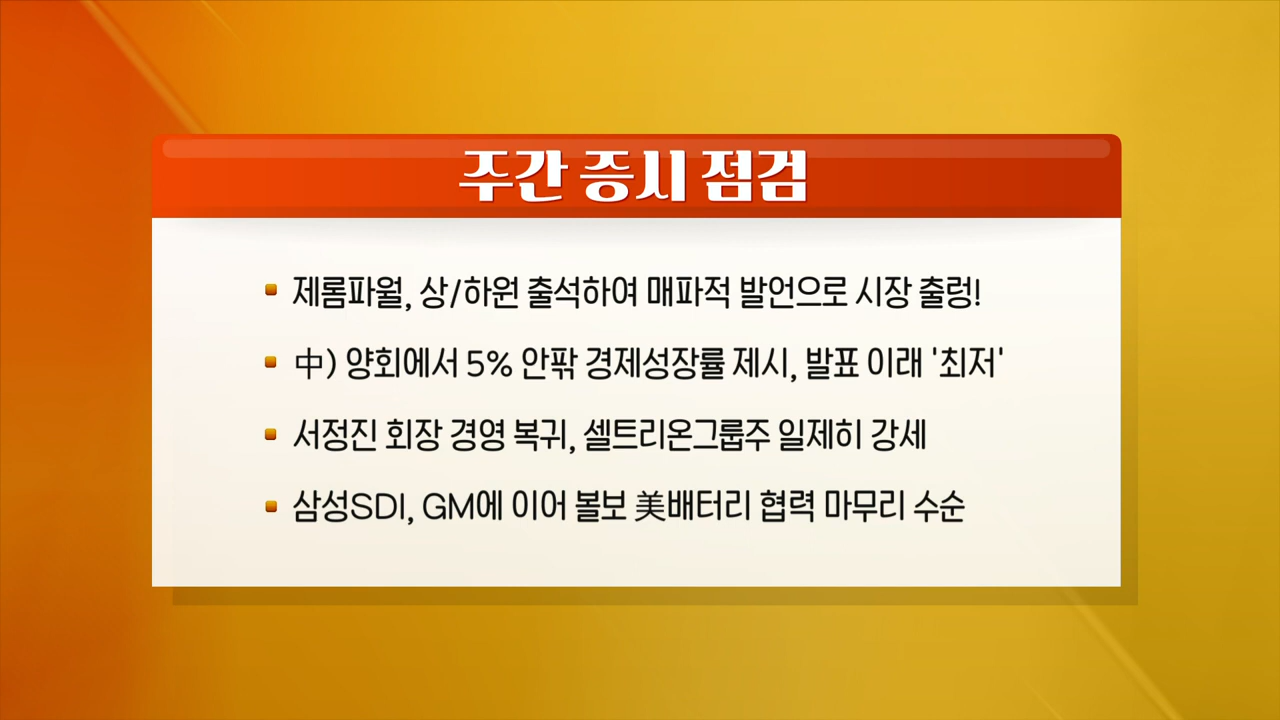 주간 증시 점검
제롬파월, 상/하원 출석하여 매파적 발언으로 시장 출렁!
中) 양회에서 5% 안팎 경제성장률 제시, 발표 이래 '최저'
서정진 회장 경영 복귀, 셀트리온그룹주 일제히 강세
삼성SDI, GM에 이어 볼보 美배터리 협력 마무리 수순